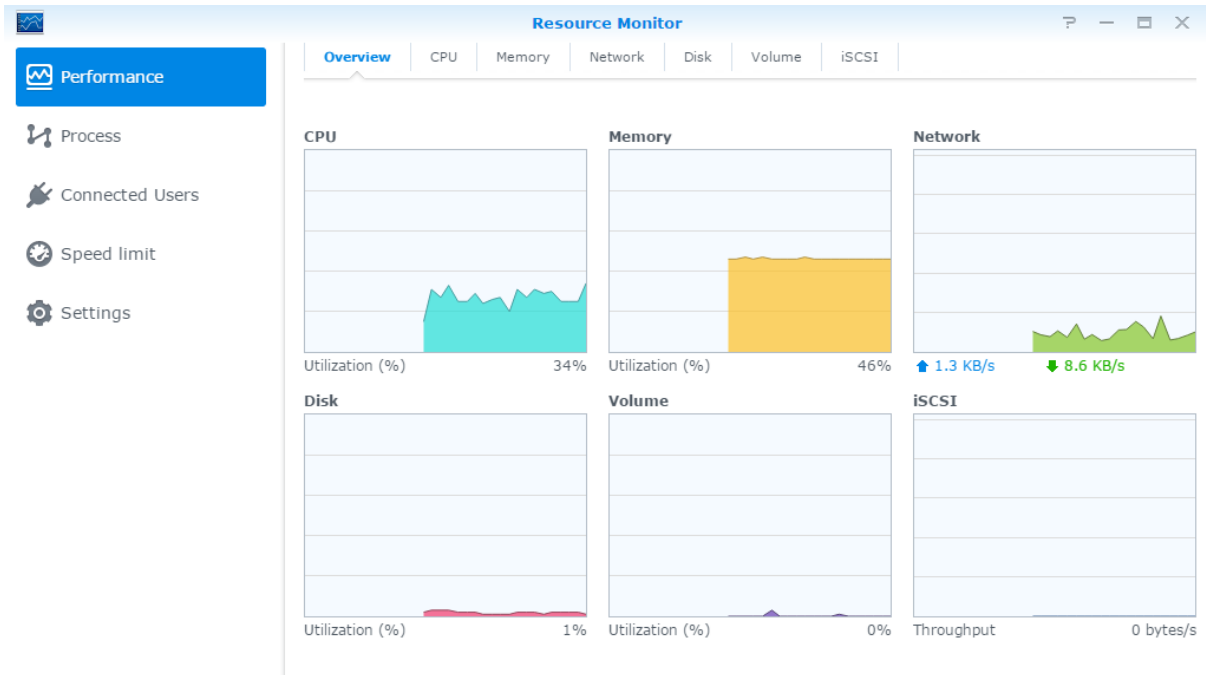 Resource Monitor
Performance
Process
Connected Users
Speed limit
Settings
Overview CPU Memory Network Disk Volume iSCSI
CPU Memory Network
Utilization (%) 34% Utilization (%) 46% 1.3 KB/s 8.6 KB/s
Disk Volume iSCSI
Utilization (%) 1% Utilization (%) 0% Throughput 0 bytes/s